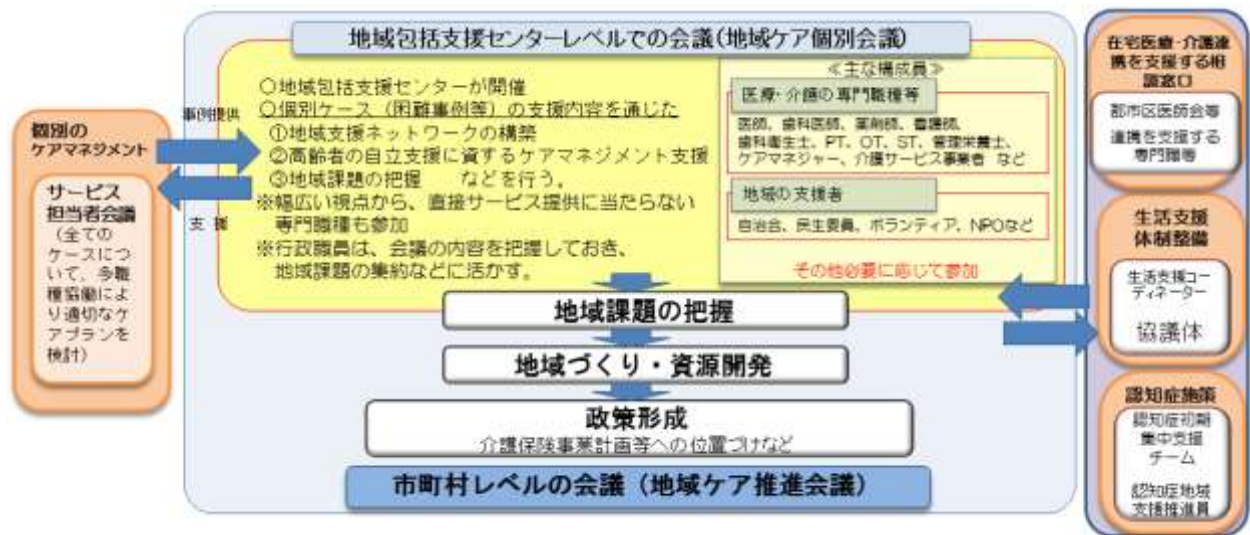 地域包括支援センターレベルでの会議(地域ケア個別会議)
事例提供
支援
個別の
ケアマネジメント
サービス
担当者会議
(全ての
ケースにつ
いて、多職
種協働によ
り適切なケ
アプランを
検討)
○地域包括支援センターが開催
○個別ケース(困難事例等)の支援内容を通じた
①地域支援ネットワークの構築
②高齢者の自立支援に資するケアマネジメント支援
③地域課題の把握 などを行う。
※幅広い視点から、直接サービス提供に当たらない
専門職種も参加
※行政職員は、会議の内容を把握しておき、
地域課題の集約などに活かす。
≪主な構成員≫
医療・介護の専門職種等
医師、歯科医師、薬剤師、看護師、
歯科衛生士、PT、OT、ST、管理栄養士、
ケアマネジャー、介護サービス事業者 など
地域の支援者
自治会、民生委員、ボランティア、NPOなど
その他必要に応じて参加
地域課題の把握
地域づくり・資源開発
政策形成
介護保険事業計画等への位置づけなど
市町村レベルの会議(地域ケア推進会議)
在宅医療・介護連
携を支援する相
談窓口
郡市区医師会等
連携を支援する
専門職等
生活支援
体制整備
生活支援コー
ディネーター
協議体
認知症施策
認知症初期
集中支援
チーム
認知症地域
支援推進員